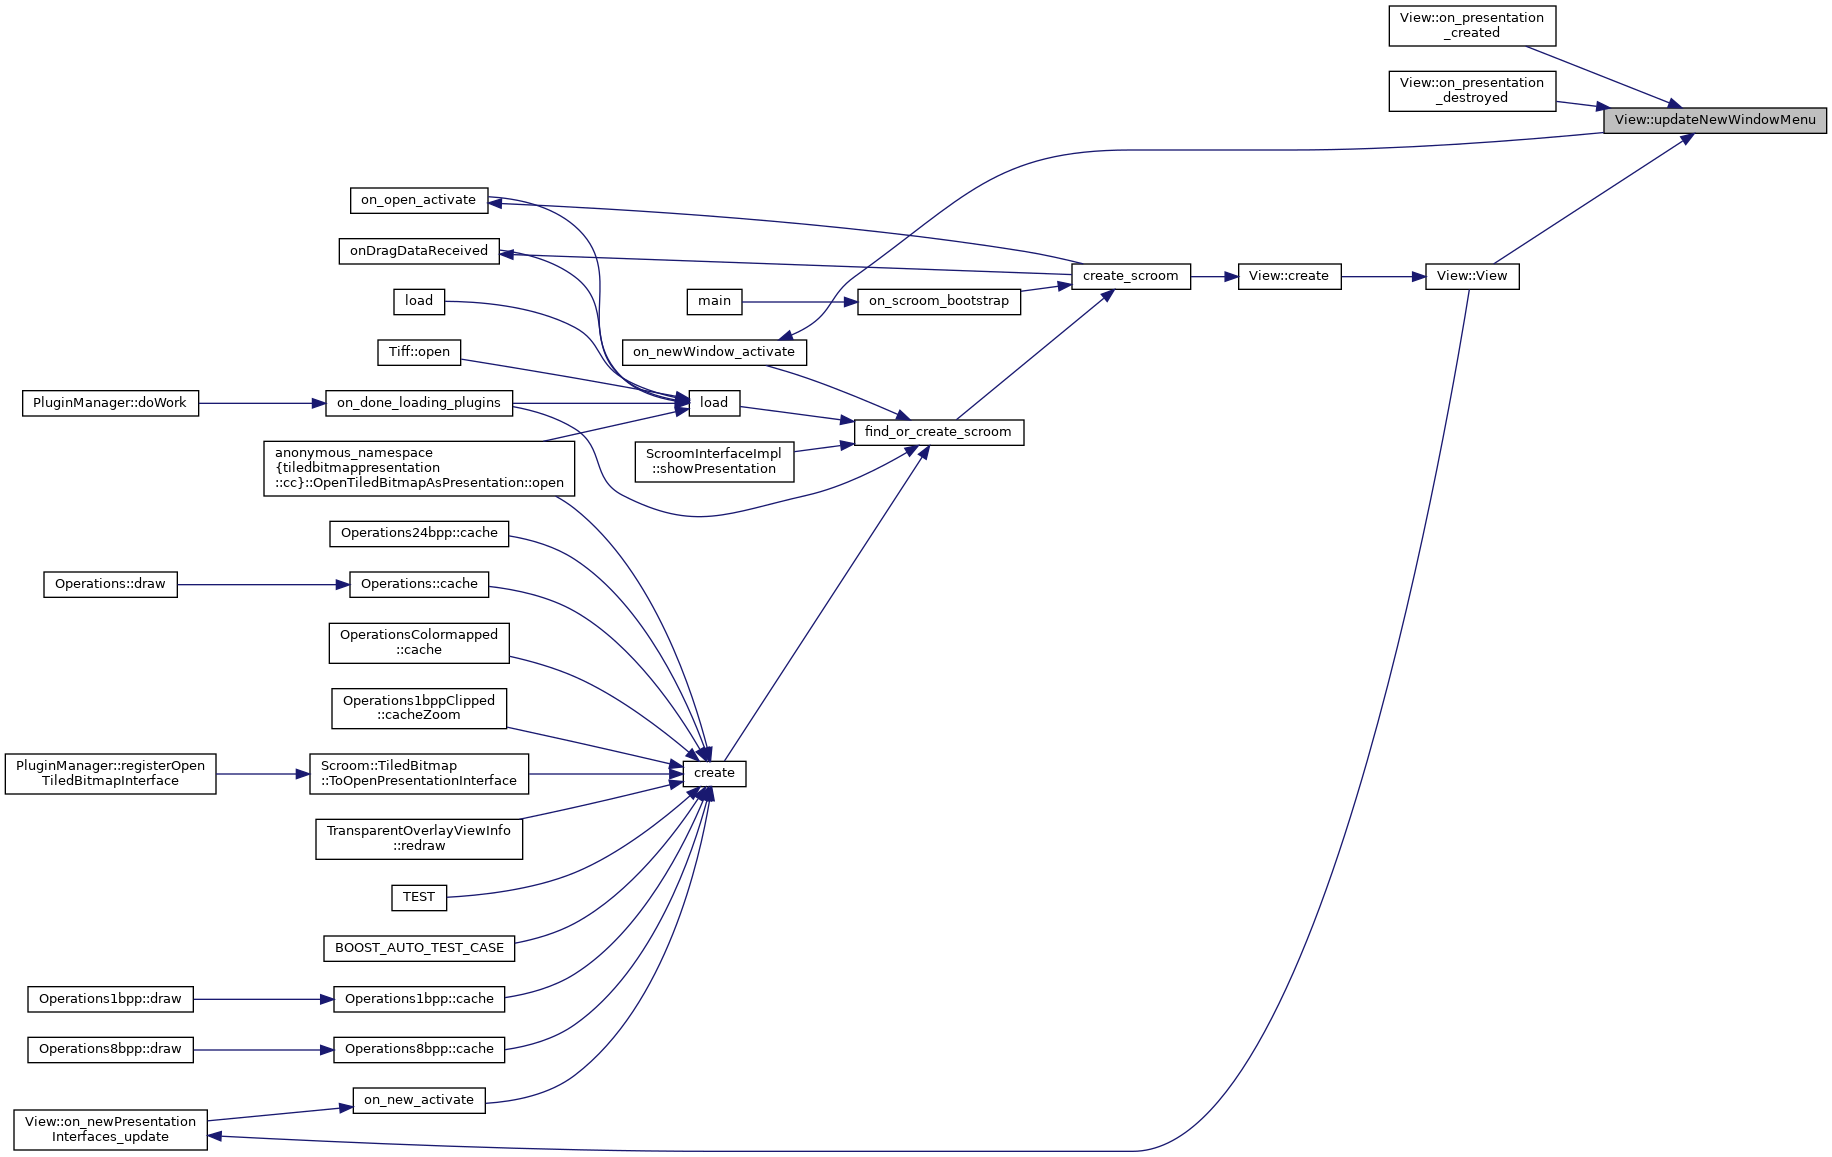 View::on_presentation
_created
View::on_presentation
_destroyed
View::updateNewWindowMenu
on_open_activate
onDragDataReceived
create_scroom
View::create
View::View
load
main
on_scroom_bootstrap
Tiff::open
on_newWindow_activate
PluginManager::doWork
on_done_loading_plugins
load
find_or_create_scroom
anonymous_namespace
{tiledbitmappresentation
::cc}::OpenTiledBitmapAsPresentation::open
ScroomInterfaceImpl
::showPresentation
Operations24bpp::cache
Operations::draw
Operations::cache
OperationsColormapped
::cache
Operations1bppClipped
::cacheZoom
PluginManager::registerOpen
TiledBitmapInterface
Scroom::TiledBitmap
::ToOpenPresentationInterface
create
TransparentOverlayViewInfo
::redraw
TEST
BOOST_AUTO_TEST_CASE
Operations1bpp::draw
Operations1bpp::cache
Operations8bpp::draw
Operations8bpp::cache
on_new_activate
View::on_newPresentation
Interfaces_update